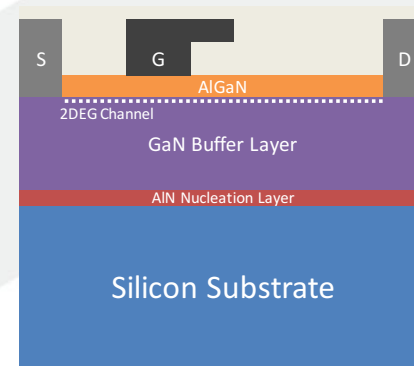 S
G
D
AlGaN
2DEG Channel
GaN Buffer Layer
AlN Nucleation Layer
Silicon Substrate